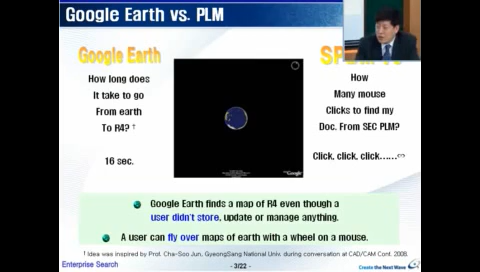 Google Earth vs. PLM
Google Earth
How long does
It take to go
From earth
To R4? †
16 sec.
How
Many mouse
Clicks to find my
Doc. From SEC PLM?
Click, click, click……∞
Google
Google Earth finds a map of R4 even though a
user didn't store, update or manage anything.
A user can fly over maps of earth with a wheel on a mouse.
† Idea was inspired by Prof. Cha-Soo Jun, GyeongSang National Univ. during conversation at CAD/CAM Conf. 2008.
Enterprise Search
- 3/22 -
Create the Next Wave